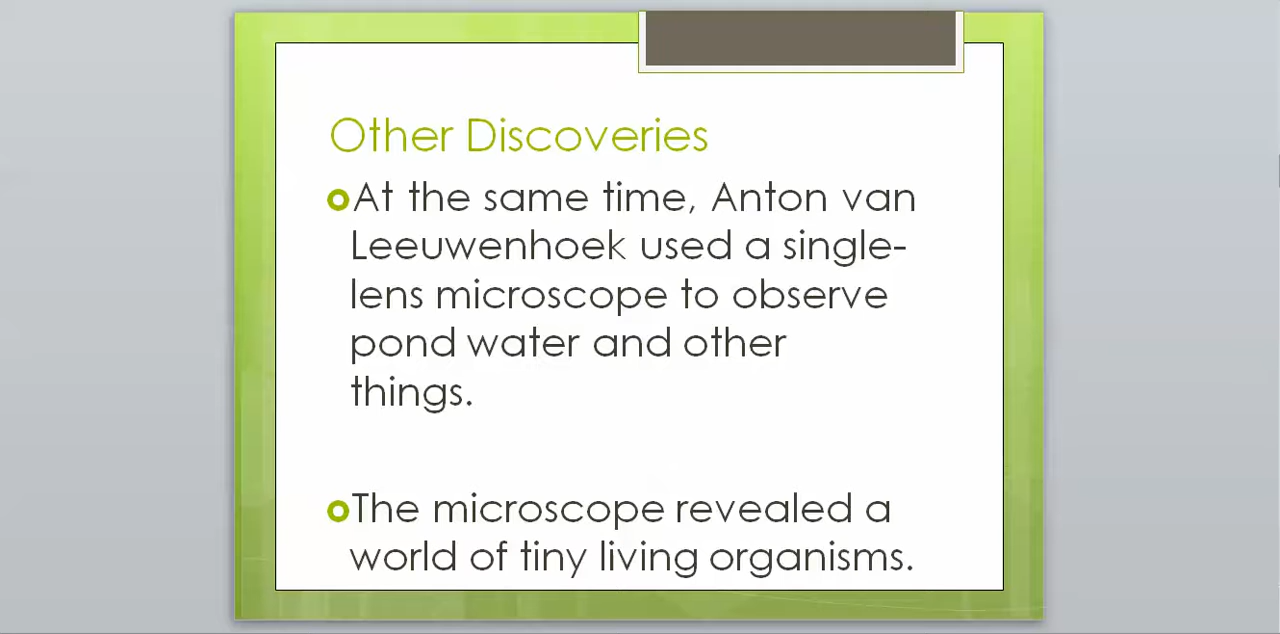 Other Discoveries
At the same time, Anton van
Leeuwenhoek used a single-
lens microscope to observe
pond water and other
things.
The microscope revealed a
world of tiny living organisms.